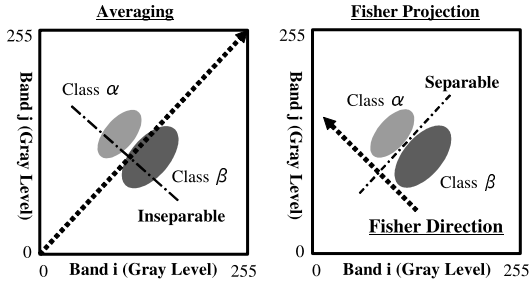 Averaging
255
Band j (Gray Level)
Class α
Class β
Inseparable
0
0
Band i (Gray Level)
255
Fisher Projection
255
Band j (Gray Level)
Separable
Class α
Class β
Fisher Direction
0
0
Band i (Gray Level)
255